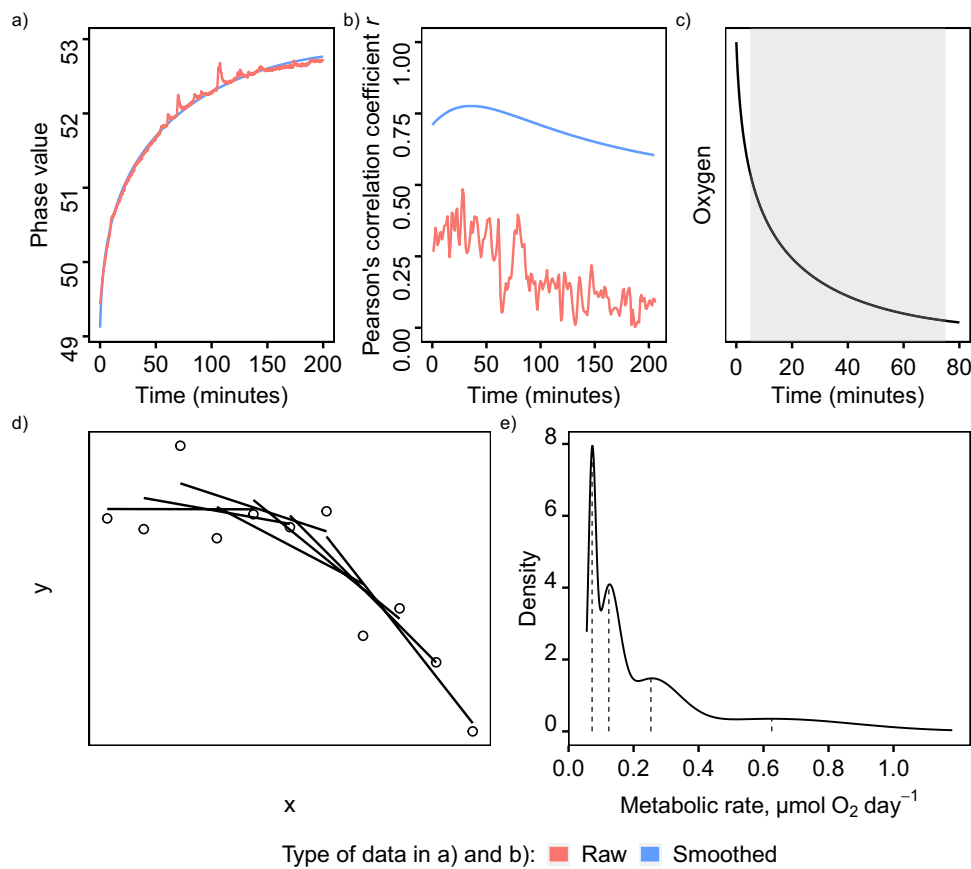 a)
Phase value
53
52
51
50
49
0 50 100 150 200
Time (minutes)
b)
Pearson's correlation coefficient r
1.00
0.75
0.50
0.25
0.00
0 50 100 150 200
Time (minutes)
c)
Oxygen
0 20 40 60 80
Time (minutes)
d)
y
x
e)
Density
8
6
4
2
0
0.0 0.2 0.4 0.6 0.8 1.0
Metabolic rate, µmol O₂ day⁻¹
Type of data in a) and b): Raw Smoothed